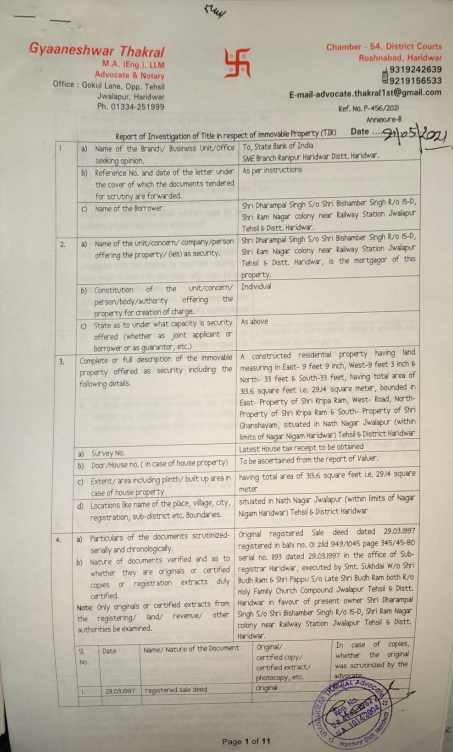 Gyaaneshwar Thakral
M.A. (Eng.), LLM
Advocate & Notary
Office : Gokul Lane, Opp. Tehsil
Jwalapur, Haridwar
Ph. 01334-251999
Chamber - 54, District Courts
Roshnabad, Haridwar
9319242639
9219156533
E-mail-advocate.thakral1st@gmail.com
Ref. No. P-456/2021
Annexure-B
Report of Investigation of Title in respect of immovable Property (TIR) Date ....21/05/2021
1 a) Name of the Branch/ Business Unit/Office seeking opinion.
To, State Bank of India
SME Branch Ranipur Haridwar Distt. Haridwar.
b) Reference No. and date of the letter under the cover of which the documents tendered for scrutiny are forwarded.
As per instructions
c) Name of the Borrower.
Shri Dharampal Singh S/o Shri Bishamber Singh R/o 15-D, Shri Ram Nagar colony near Railway Station Jwalapur Tehsil & Distt. Haridwar.
2. a) Name of the unit/concern/ company/person offering the property/ (ies) as security.
Shri Dharampal Singh S/o Shri Bishamber Singh R/o 15-D, Shri Ram Nagar colony near Railway Station Jwalapur Tehsil & Distt. Haridwar, is the mortgagor of this property.
b) Constitution of the unit/concern/ person/body/authority offering the property for creation of charge.
Individual
c) State as to under what capacity is security offered (whether as joint applicant or borrower or as guarantor, etc.)
As above
3. Complete or full description of the immovable property offered as security including the following details.
A constructed residential property having land measuring in East- 9 feet 9 inch, West-9 feet 3 inch & North- 33 feet & South-33 feet, having total area of 313.6 square feet i.e. 29.14 square meter, bounded in East- Property of Shri Kripa Ram, West- Road, North- Property of Shri Kripa Ram & South- Property of Shri Ghanshayam, situated in Nath Nagar Jwalapur (within limits of Nagar Nigam Haridwar) Tehsil & District Haridwar
a) Survey No.
Latest House tax receipt to be obtained
b) Door/House no. ( in case of house property)
To be ascertained from the report of Valuer.
c) Extent/ area including plinth/ built up area in case of house property
having total area of 313.6 square feet i.e. 29.14 square meter
d) Locations like name of the place, village, city, registration, sub-district etc. Boundaries.
situated in Nath Nagar Jwalapur (within limits of Nagar Nigam Haridwar) Tehsil & District Haridwar
4. a) Particulars of the documents scrutinized- serially and chronologically.
b) Nature of documents verified and as to whether they are originals or certified copies or registration extracts duly certified.
Note: Only originals or certified extracts from the registering/ land/ revenue/ other authorities be examined.
Original registered Sale deed dated 29.03.1997 registered in bahi no. 01 zild 949/1045 page 345/45-80 serial no. 893 dated 29.03.1997 in the office of Sub-registrar Haridwar, executed by Smt. Sukhdai W/o Shri Budh Ram & Shri Pappu S/o Late Shri Budh Ram both R/o Holy Family Church Compound Jwalapur Tehsil & Distt. Haridwar in favour of present owner Shri Dharampal Singh S/o Shri Bishamber Singh R/o 15-D, Shri Ram Nagar colony near Railway Station Jwalapur Tehsil & Distt. Haridwar.
Sl. No.
Date
Name/ Nature of the Document
Original/ certified copy/ certified extract/ photocopy, etc.
In case of copies, whether the original was scrutinized by the advocate.
1. 29.03.1997 registered sale deed Original
Page 1 of 11